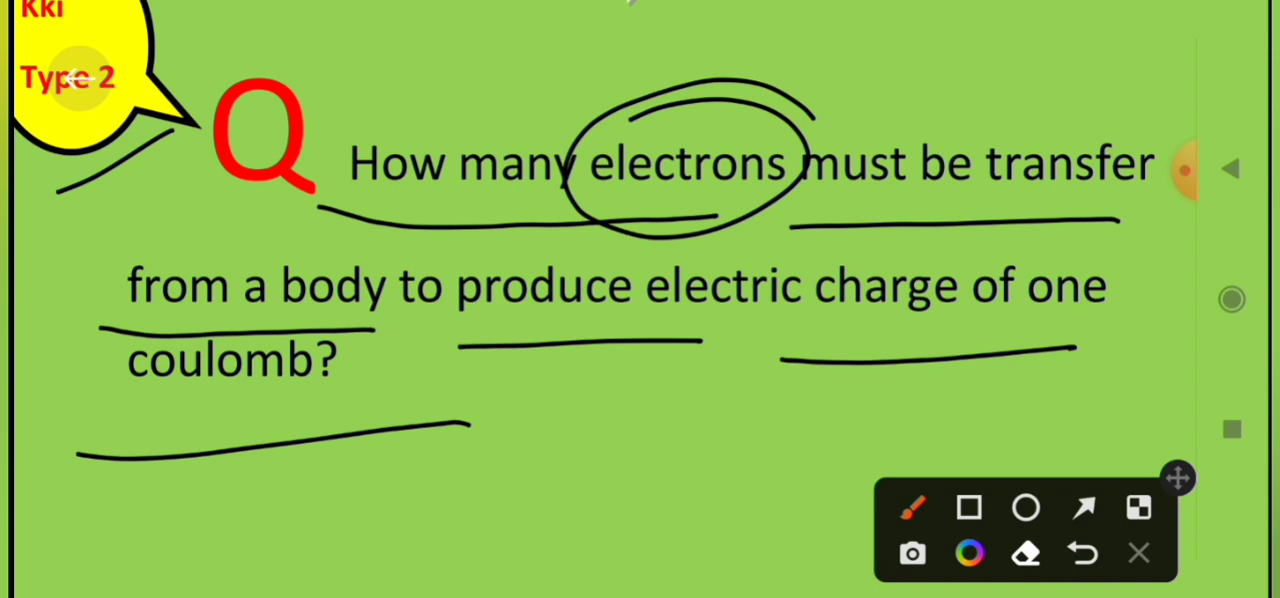 Kki
Type 2
Q How many electrons must be transfer
from a body to produce electric charge of one
coulomb?